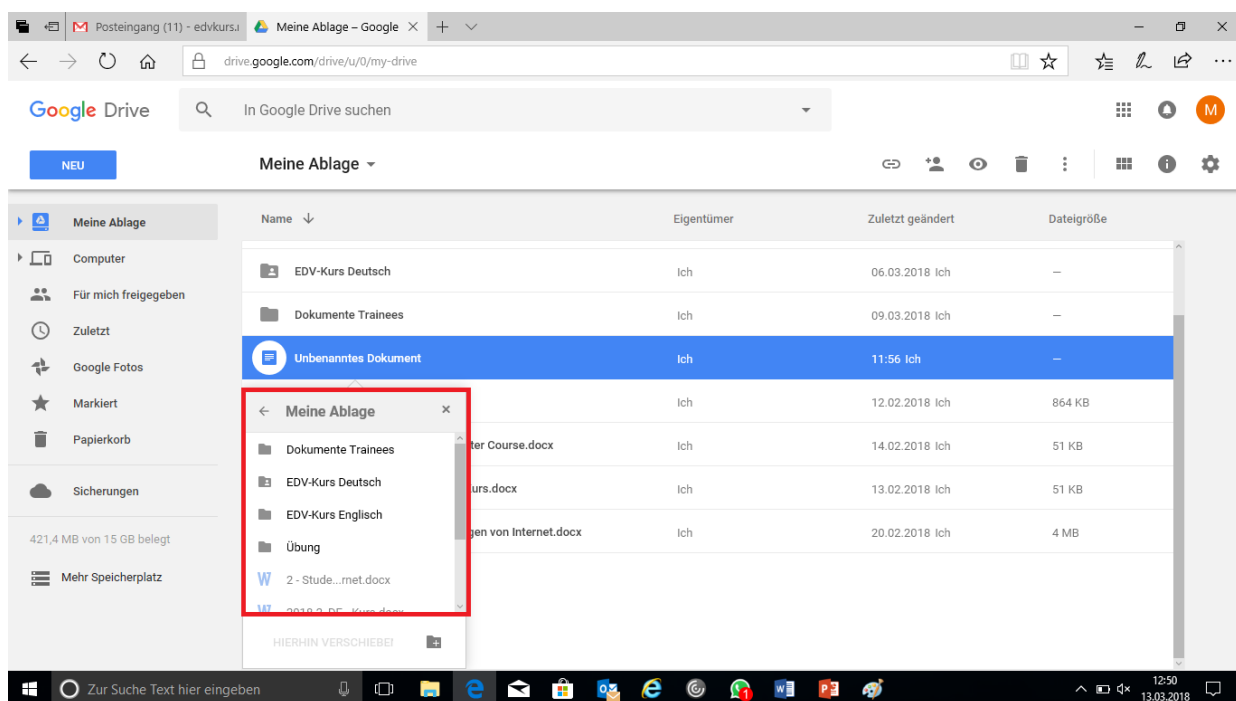 Posteingang (11) - edvkurs.
Meine Ablage – Google
drive.google.com/drive/u/0/my-drive
Google Drive
In Google Drive suchen
M
NEU
Meine Ablage
Meine Ablage
Computer
Für mich freigegeben
Zuletzt
Google Fotos
Markiert
Papierkorb
Sicherungen
421,4 MB von 15 GB belegt
Mehr Speicherplatz
Name Eigentümer Zuletzt geändert Dateigröße
EDV-Kurs Deutsch Ich 06.03.2018 Ich –
Dokumente Trainees Ich 09.03.2018 Ich –
Unbenanntes Dokument Ich 11:56 Ich –
Ich 12.02.2018 Ich 864 KB
ter Course.docx Ich 14.02.2018 Ich 51 KB
urs.docx Ich 13.02.2018 Ich 51 KB
gen von Internet.docx Ich 20.02.2018 Ich 4 MB
Meine Ablage
Dokumente Trainees
EDV-Kurs Deutsch
EDV-Kurs Englisch
Übung
2 - Stude...rnet.docx
HIERHIN VERSCHIEBE
Zur Suche Text hier eingeben
12:50
13.03.2018